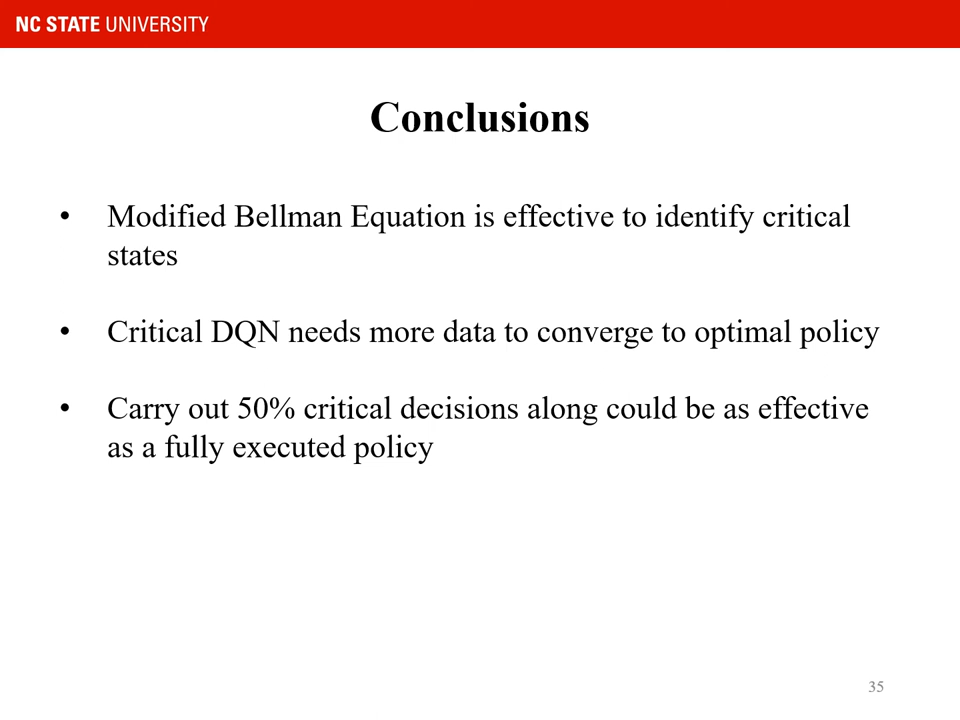 NC STATE UNIVERSITY
Conclusions
• Modified Bellman Equation is effective to identify critical
states
• Critical DQN needs more data to converge to optimal policy
• Carry out 50% critical decisions along could be as effective
as a fully executed policy
35